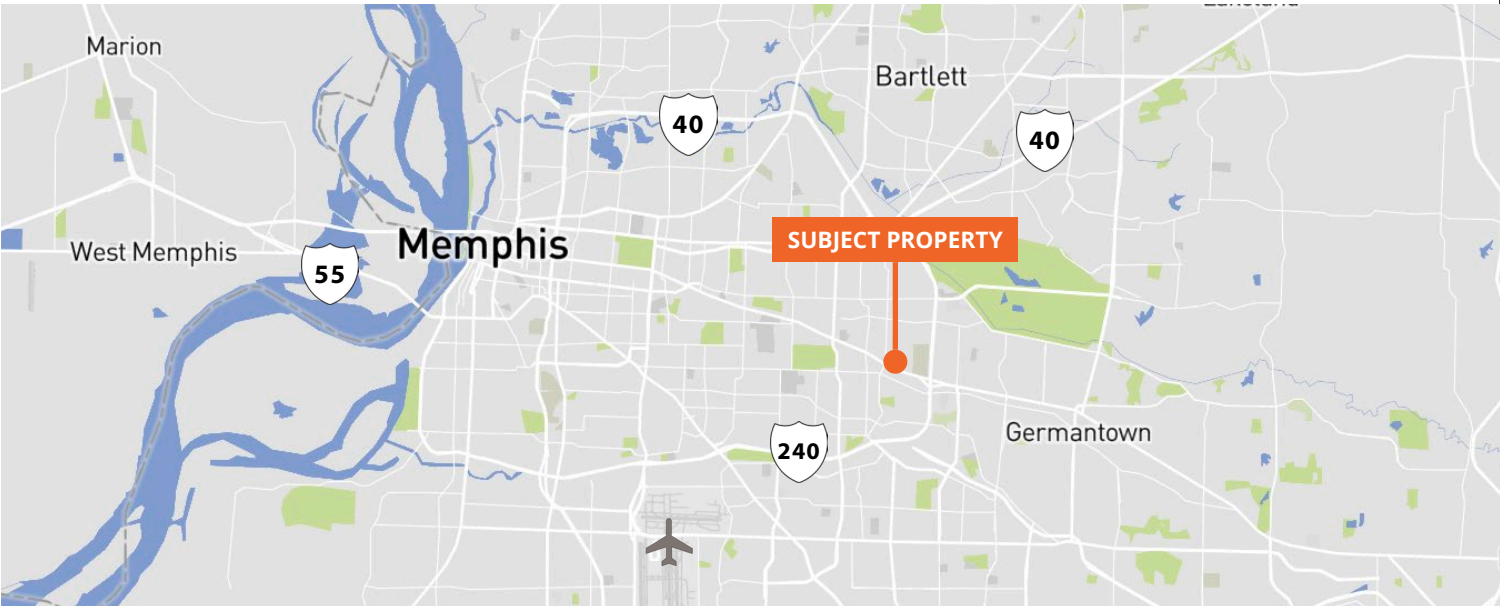 Marion
Bartlett
40
40
SUBJECT PROPERTY
Memphis
West Memphis
55
Germantown
240